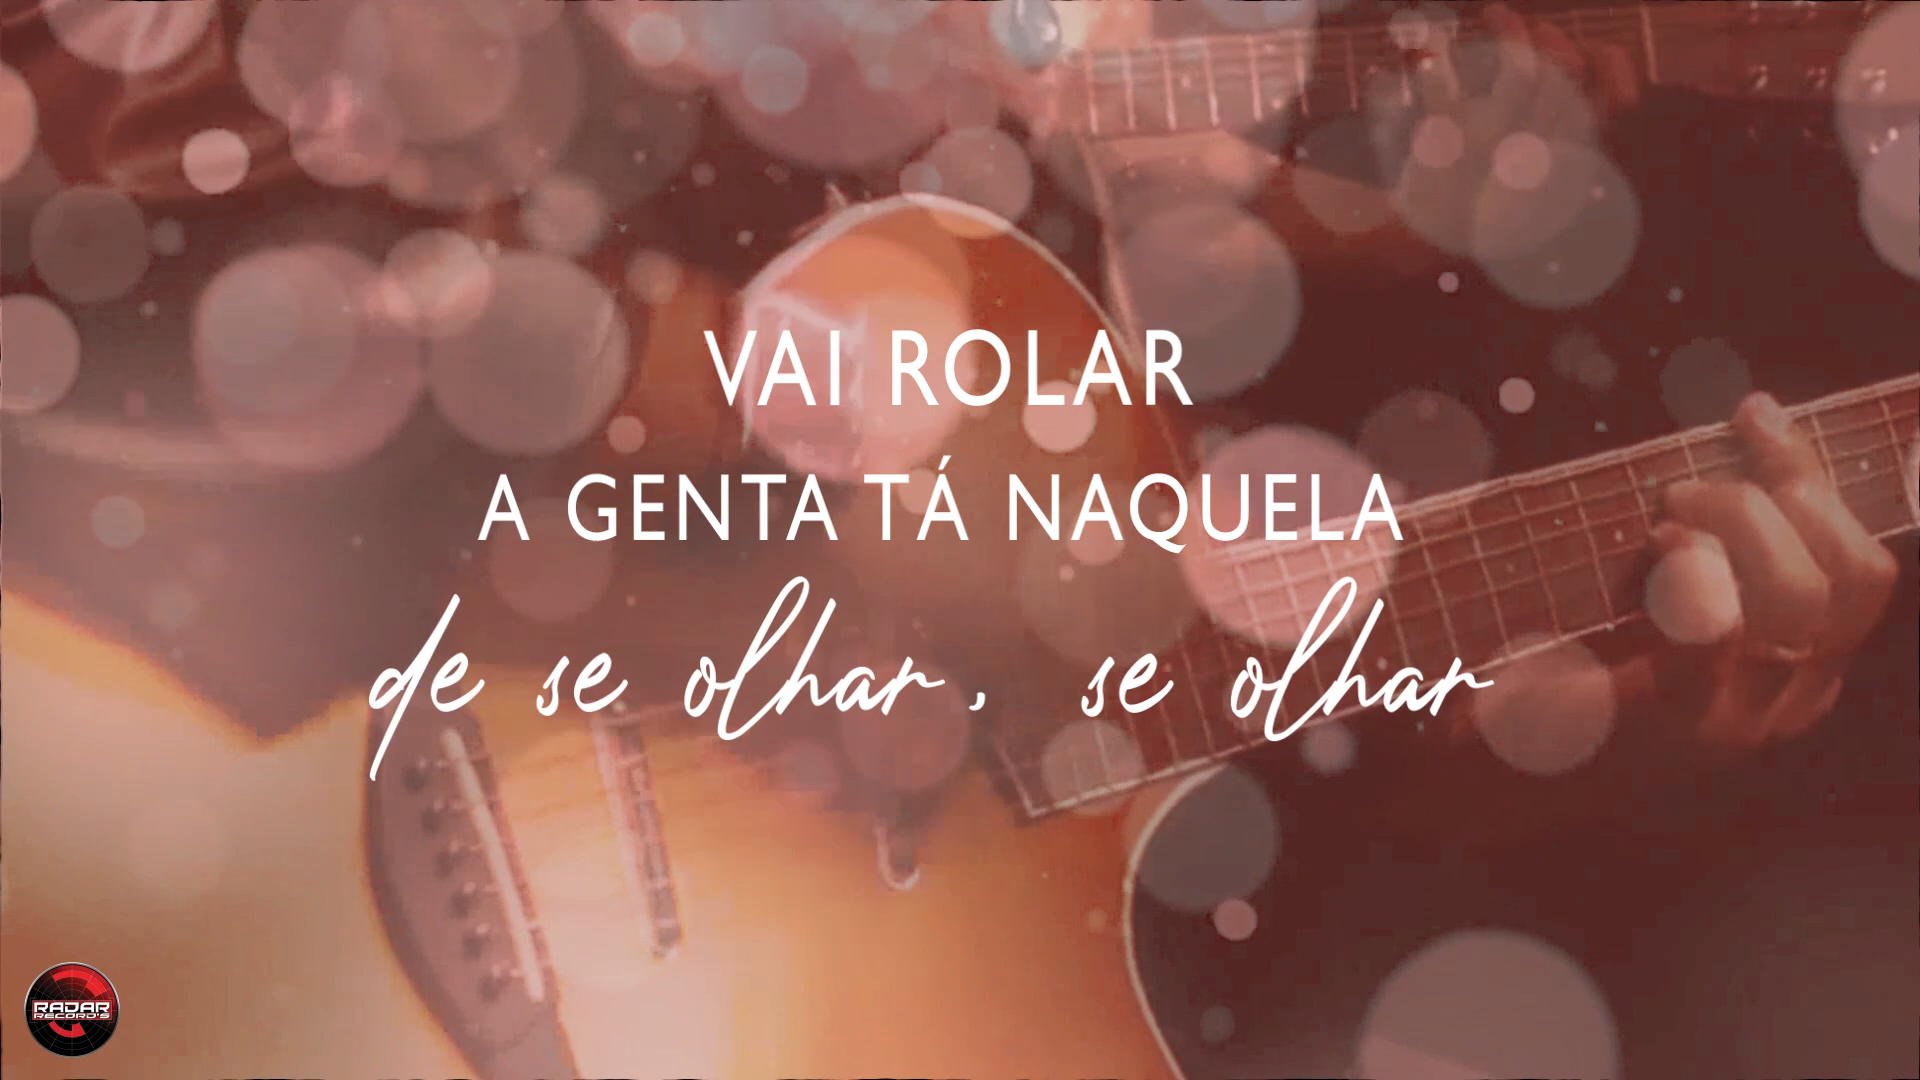 VAI ROLAR
A GENTA TÁ NAQUELA
de se olhar, se olhar
RADAR
RECORD'S